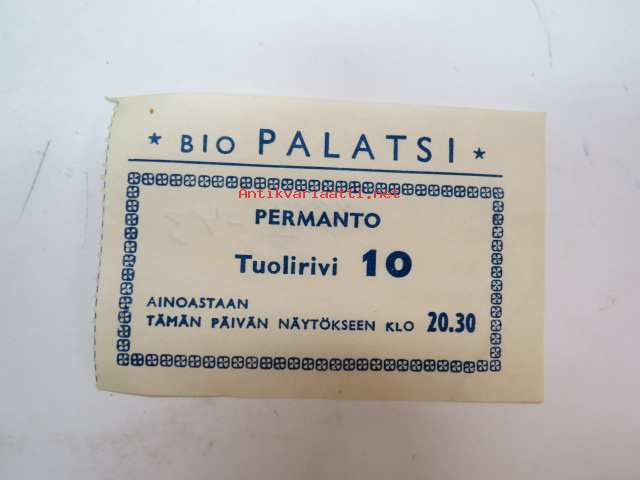 ★ BIO PALATSI ★
Antikvariaatti.net
PERMANTO
Tuolirivi 10
AINOASTAAN
TÄMÄN PÄIVÄN NÄYTÖKSEEN KLO 20.30